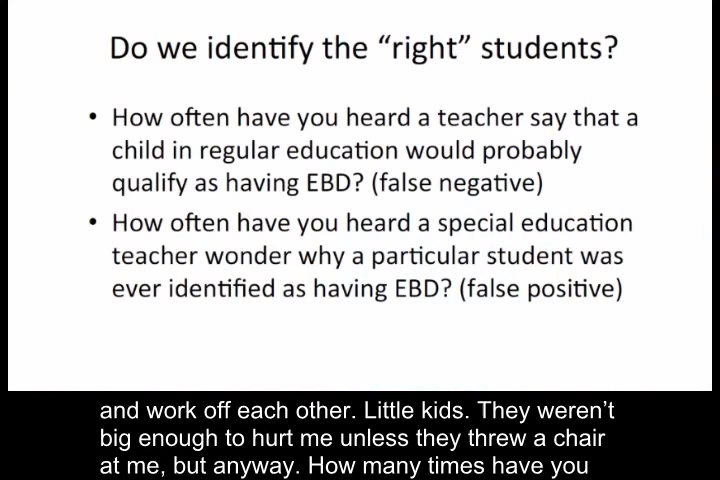 Do we identify the “right” students?
• How often have you heard a teacher say that a
child in regular education would probably
qualify as having EBD? (false negative)
• How often have you heard a special education
teacher wonder why a particular student was
ever identified as having EBD? (false positive)
and work off each other. Little kids. They weren’t
big enough to hurt me unless they threw a chair
at me, but anyway. How many times have you